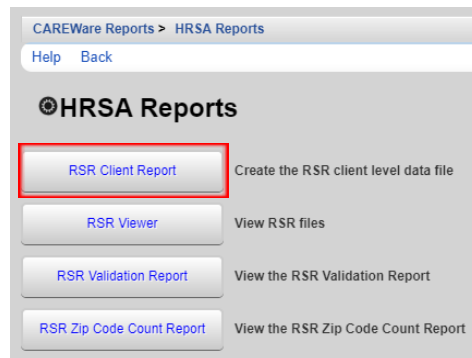 CAREWare Reports > HRSA Reports
Help Back
HRSA Reports
RSR Client Report Create the RSR client level data file
RSR Viewer View RSR files
RSR Validation Report View the RSR Validation Report
RSR Zip Code Count Report View the RSR Zip Code Count Report